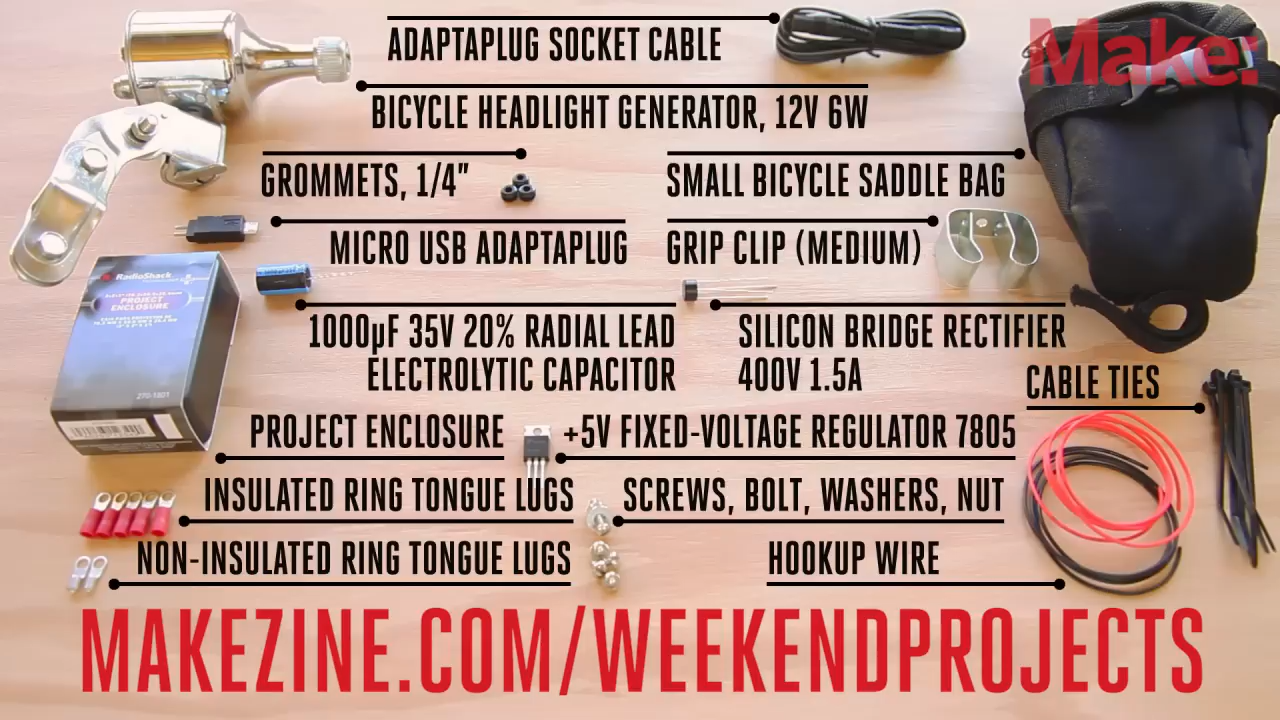 Make:
ADAPTAPLUG SOCKET CABLE
BICYCLE HEADLIGHT GENERATOR, 12V 6W
GROMMETS, 1/4"
SMALL BICYCLE SADDLE BAG
MICRO USB ADAPTAPLUG
GRIP CLIP (MEDIUM)
RadioShack
PROJECT
ENCLOSURE
270-1801
1000µF 35V 20% RADIAL LEAD
ELECTROLYTIC CAPACITOR
SILICON BRIDGE RECTIFIER
400V 1.5A
CABLE TIES
PROJECT ENCLOSURE
+5V FIXED-VOLTAGE REGULATOR 7805
INSULATED RING TONGUE LUGS
SCREWS, BOLT, WASHERS, NUT
NON-INSULATED RING TONGUE LUGS
HOOKUP WIRE
MAKEZINE.COM/WEEKENDPROJECTS